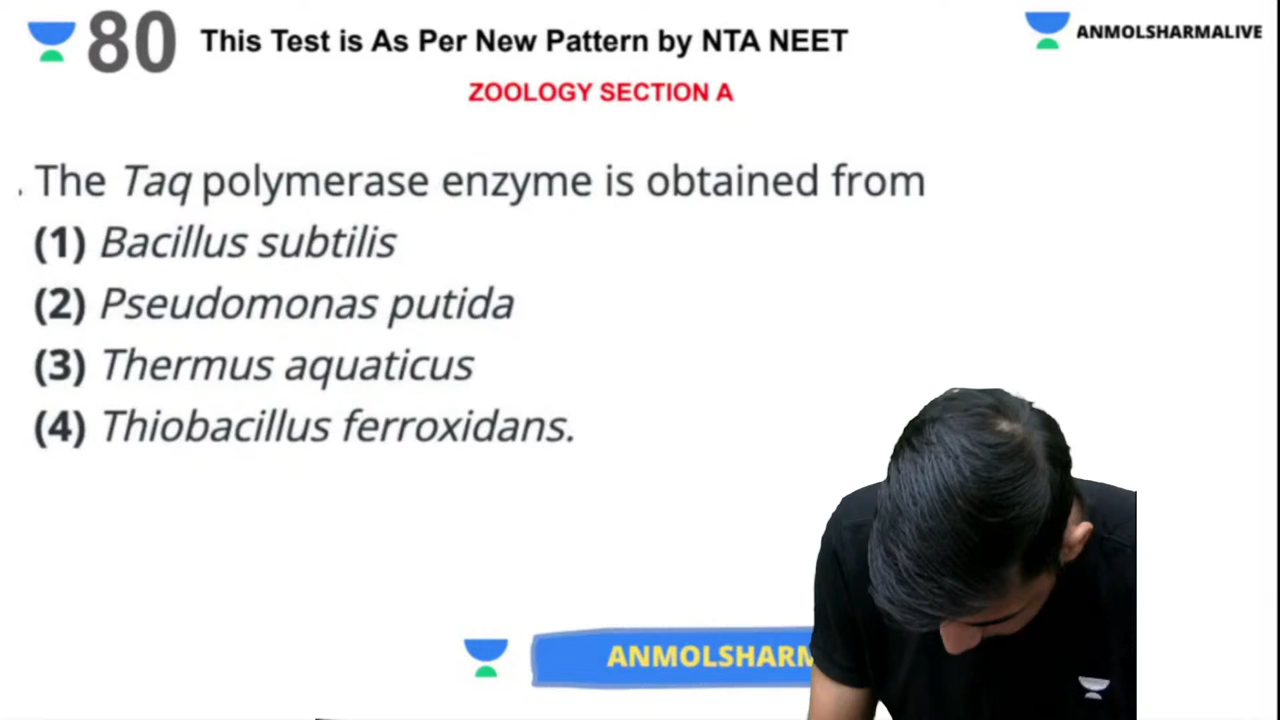 80 This Test is As Per New Pattern by NTA NEET ANMOLSHARMALIVE
ZOOLOGY SECTION A
. The Taq polymerase enzyme is obtained from
(1) Bacillus subtilis
(2) Pseudomonas putida
(3) Thermus aquaticus
(4) Thiobacillus ferroxidans.
ANMOLSHARM